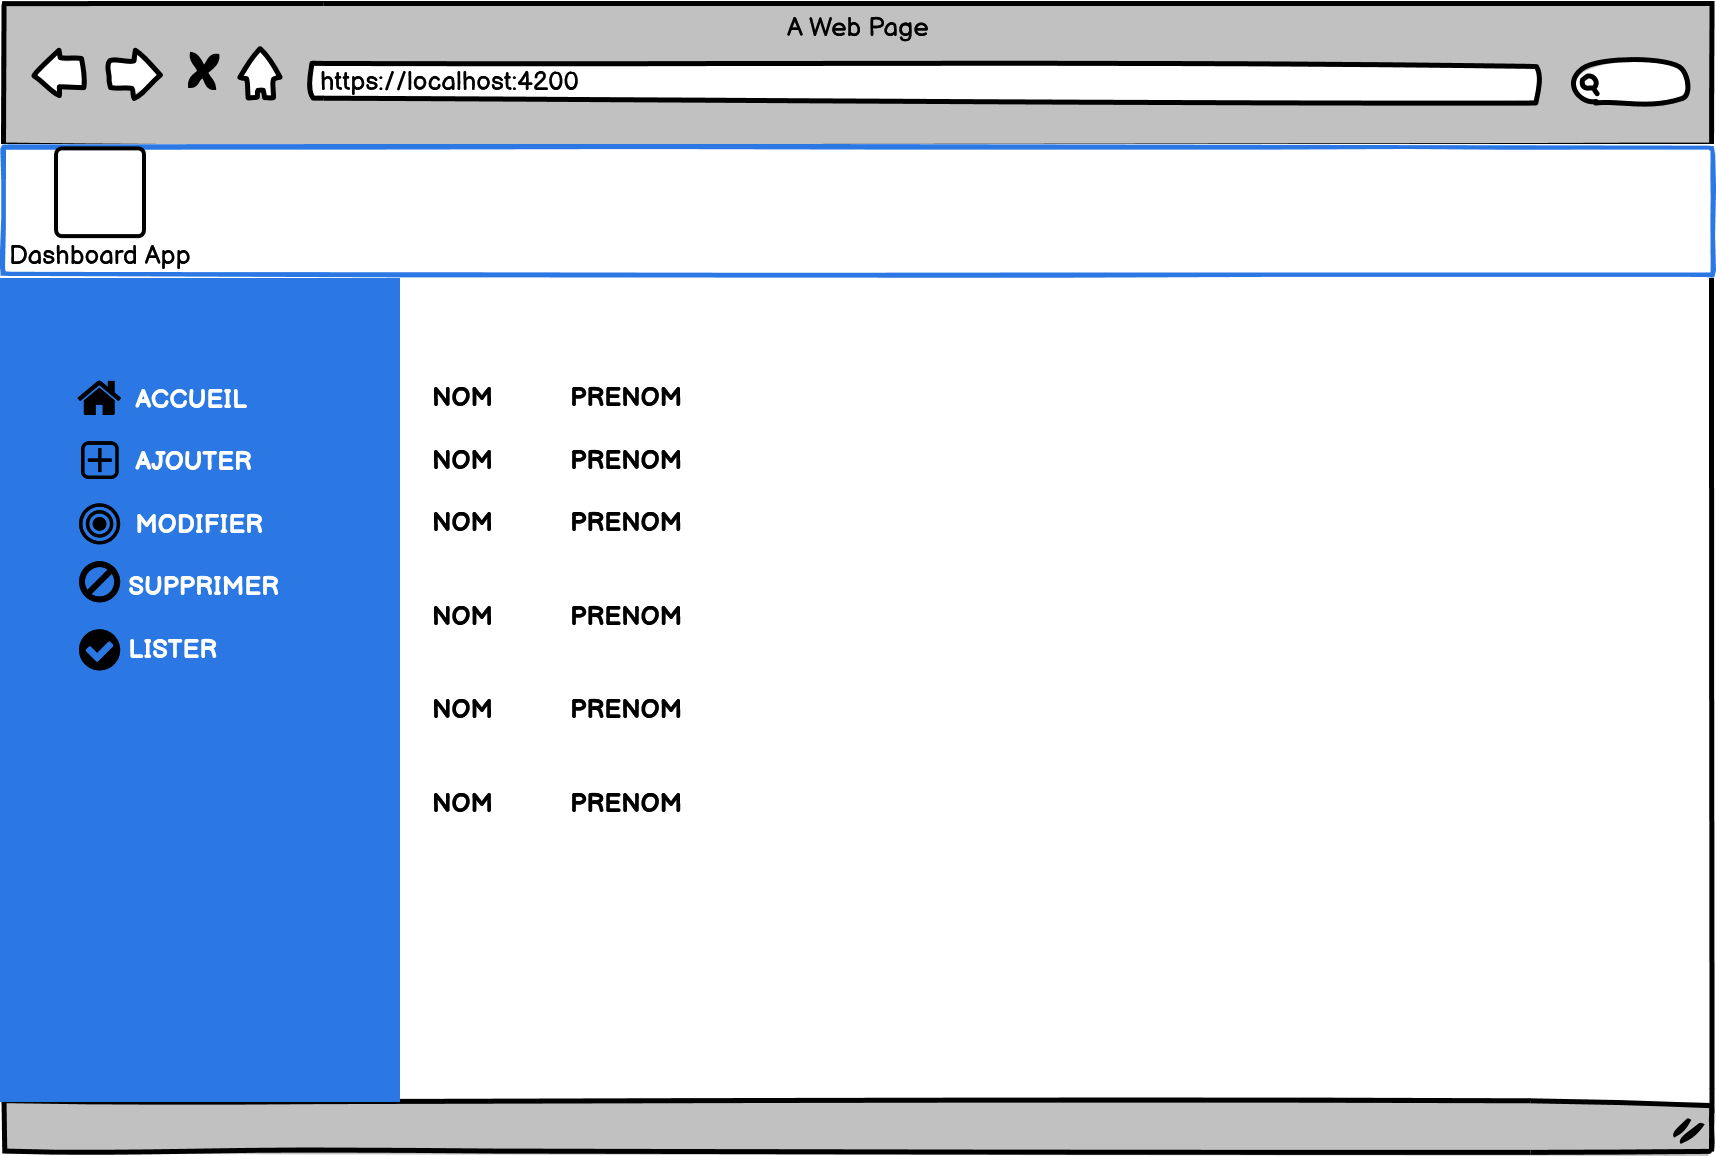 A Web Page
https://localhost:4200
Dashboard App
ACCUEIL
AJOUTER
MODIFIER
SUPPRIMER
LISTER
NOM PRENOM
NOM PRENOM
NOM PRENOM
NOM PRENOM
NOM PRENOM
NOM PRENOM